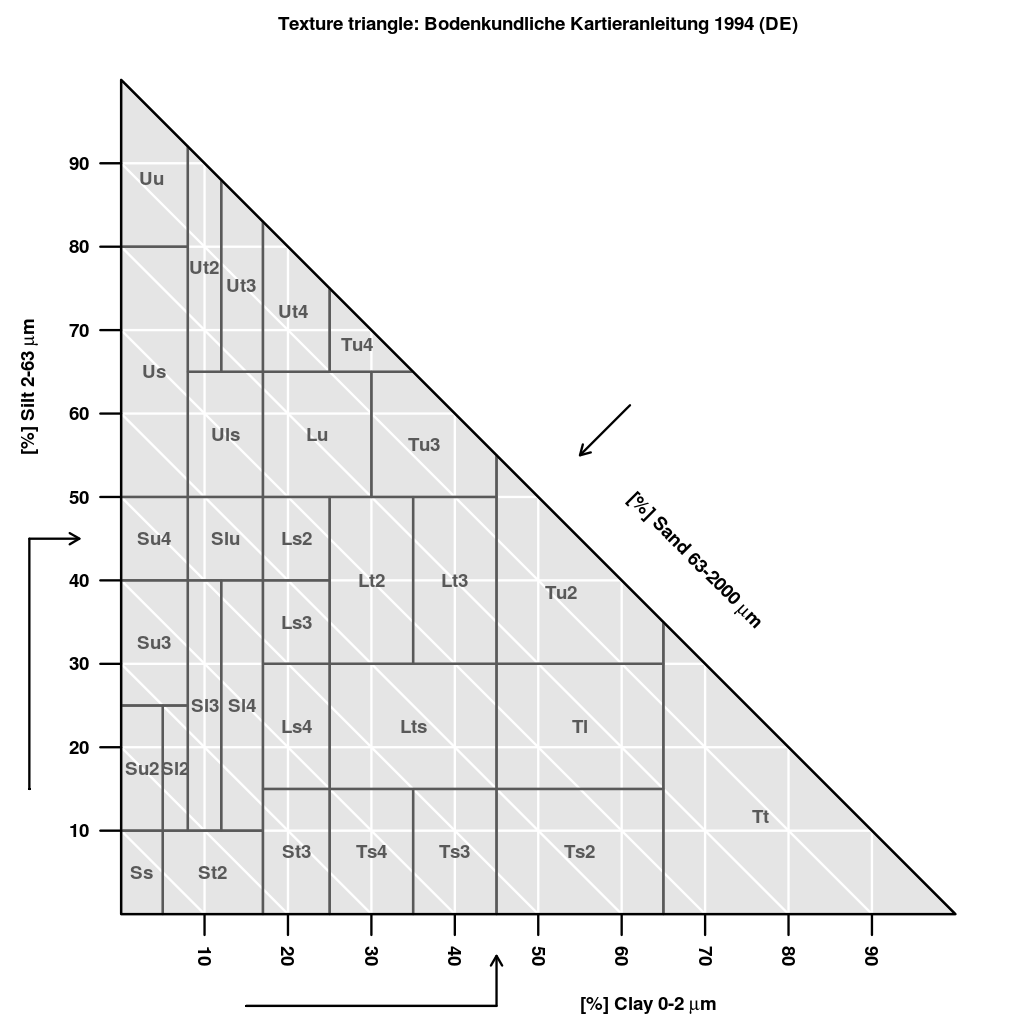 Texture triangle: Bodenkundliche Kartieranleitung 1994 (DE)
90
Uu
80
Ut2
Ut3
Ut4
70
Tu4
Us
60
Uls
Lu
Tu3
[%] Silt 2-63 μm
50
[%] Sand 63-2000 μm
Su4
Slu
Ls2
40
Lt2
Lt3
Tu2
Su3
Ls3
30
Sl3
Sl4
Ls4
Lts
Tl
20
Su2
Sl2
Tt
10
St3
Ts4
Ts3
Ts2
Ss
St2
10 20 30 40 50 60 70 80 90
[%] Clay 0-2 μm